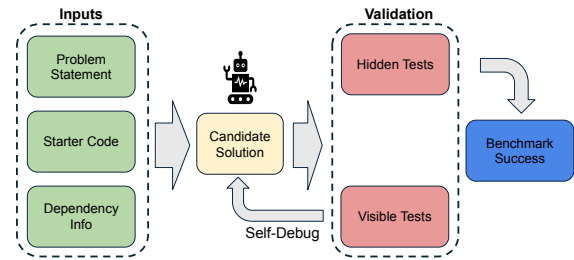 Inputs
Problem
Statement
Starter Code
Dependency
Info
Candidate
Solution
Self-Debug
Validation
Hidden Tests
Visible Tests
Benchmark
Success